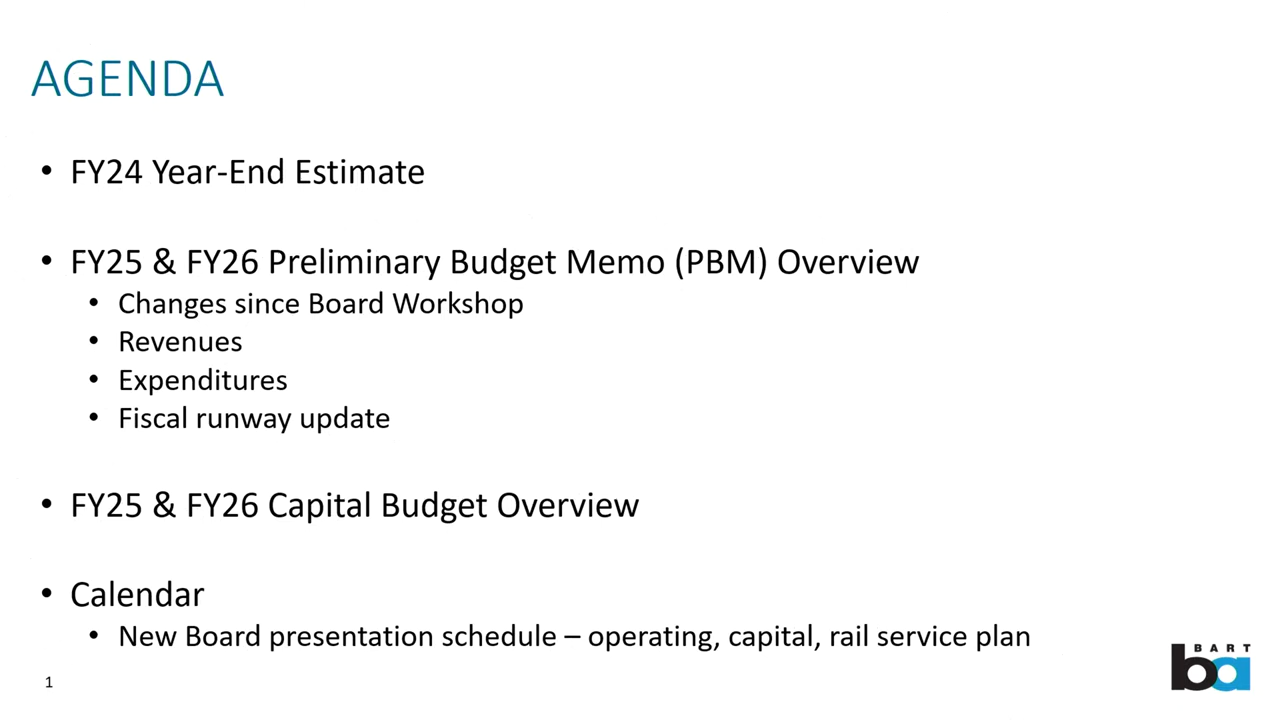 AGENDA
• FY24 Year-End Estimate
• FY25 & FY26 Preliminary Budget Memo (PBM) Overview
• Changes since Board Workshop
• Revenues
• Expenditures
• Fiscal runway update
• FY25 & FY26 Capital Budget Overview
• Calendar
• New Board presentation schedule – operating, capital, rail service plan
1
BART
ba